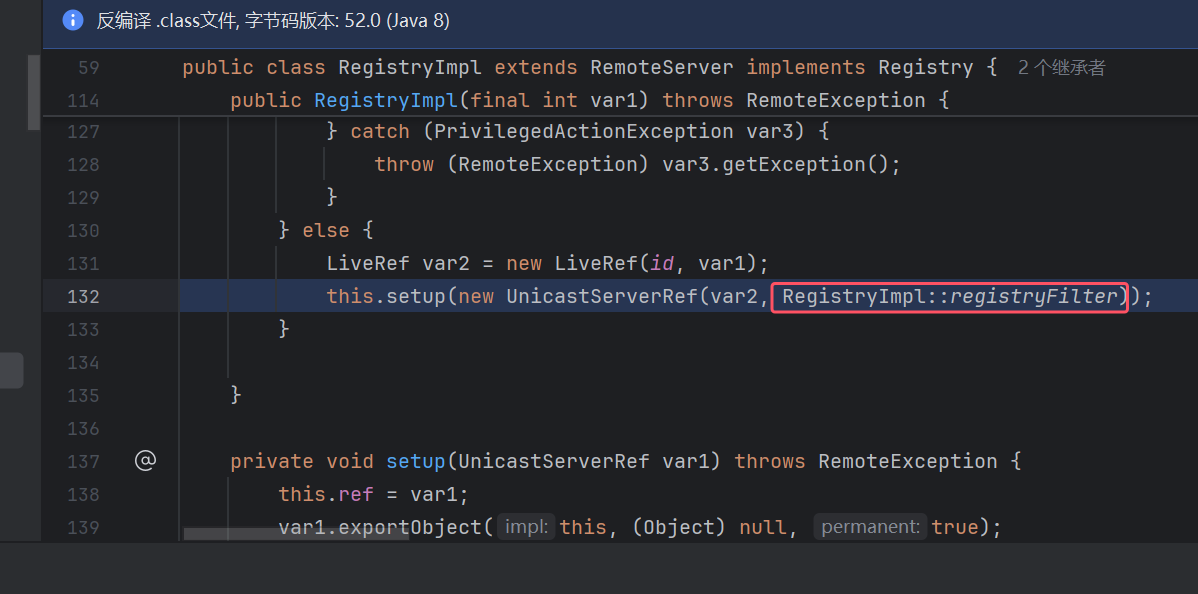 反编译 .class文件, 字节码版本: 52.0 (Java 8)
59 public class RegistryImpl extends RemoteServer implements Registry { 2 个继承者
114 public RegistryImpl(final int var1) throws RemoteException {
127 } catch (PrivilegedActionException var3) {
128 throw (RemoteException) var3.getException();
129 }
130 } else {
131 LiveRef var2 = new LiveRef(id, var1);
132 this.setup(new UnicastServerRef(var2, RegistryImpl::registryFilter));
133 }
134
135 }
136
137 @ private void setup(UnicastServerRef var1) throws RemoteException {
138 this.ref = var1;
139 var1.exportObject( impl: this, (Object) null, permanent: true);